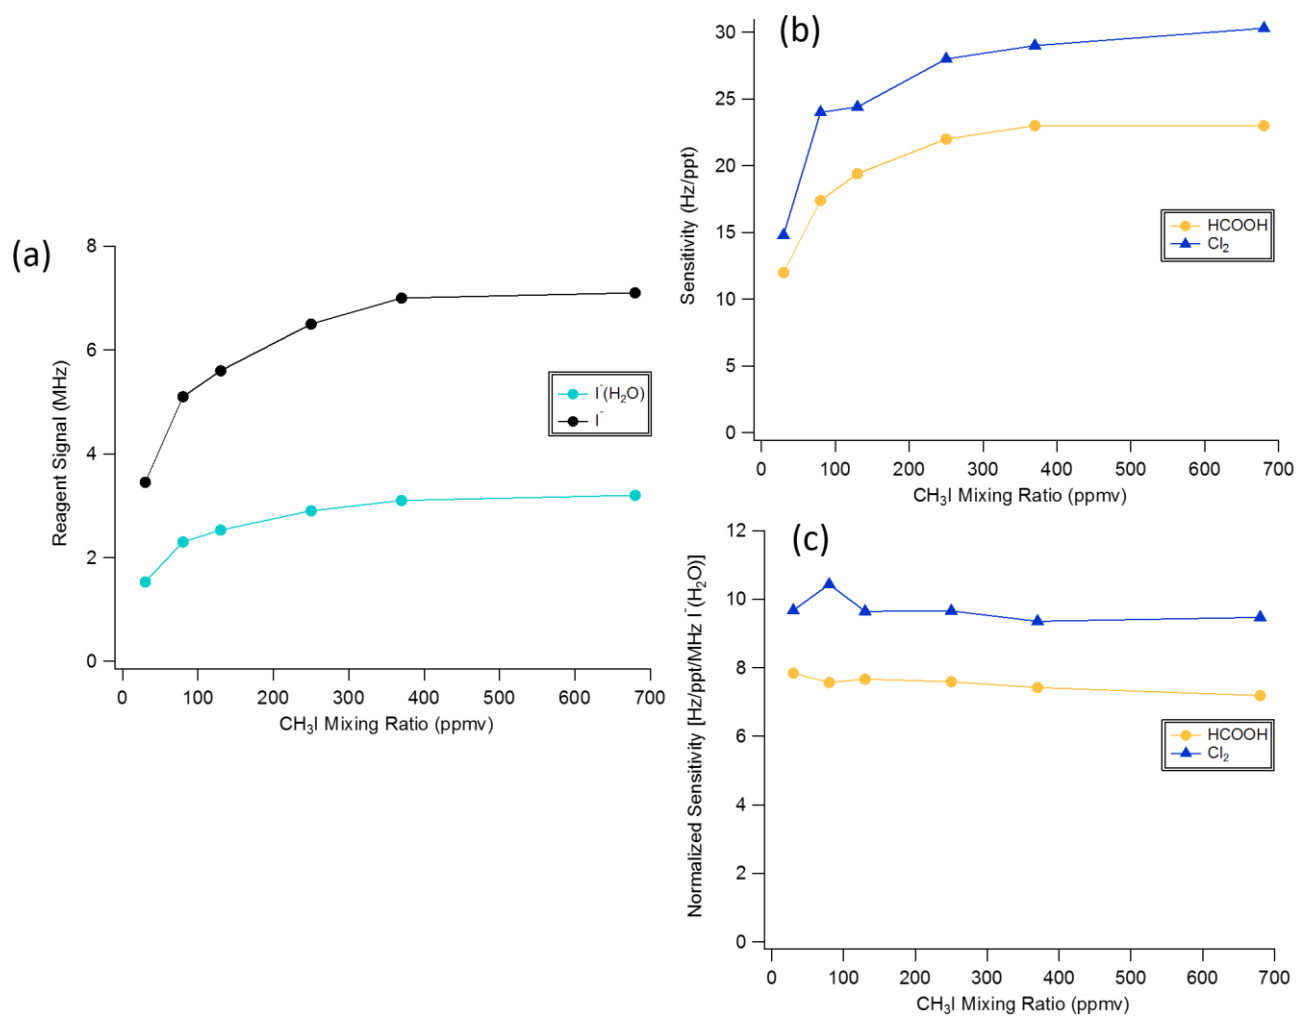 (a)
8
6
4
2
0
Reagent Signal (MHz)
0 100 200 300 400 500 600 700
CH₃I Mixing Ratio (ppmv)
I⁻(H₂O)
I⁻
(b)
30
25
20
15
10
5
0
Sensitivity (Hz/ppt)
0 100 200 300 400 500 600 700
CH₃I Mixing Ratio (ppmv)
HCOOH
Cl₂
(c)
12
10
8
6
4
2
0
Normalized Sensitivity [Hz/ppt/MHz I⁻(H₂O)]
0 100 200 300 400 500 600 700
CH₃I Mixing Ratio (ppmv)
HCOOH
Cl₂